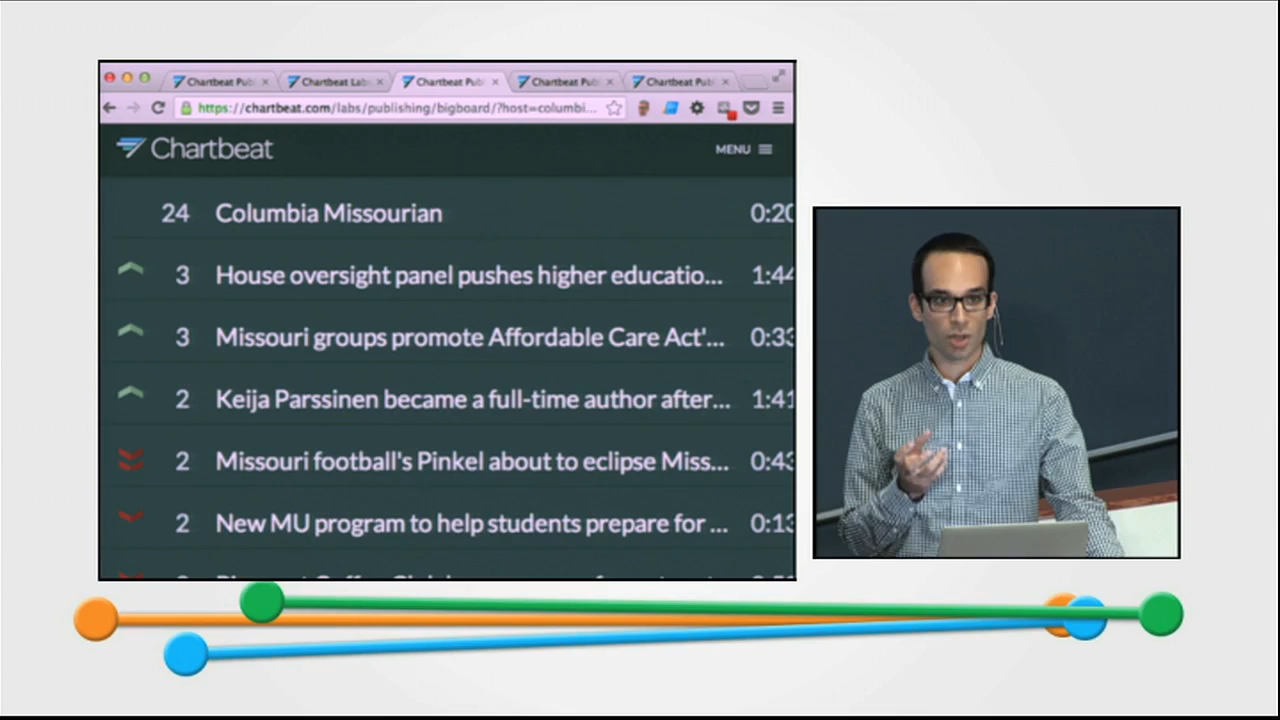 Chartbeat Pub
Chartbeat Lab
Chartbeat Pub
Chartbeat Pub
Chartbeat Pub
https://chartbeat.com/labs/publishing/bigboard/?host=columbi...
Chartbeat
MENU
24 Columbia Missourian 0:20
3 House oversight panel pushes higher educatio... 1:44
3 Missouri groups promote Affordable Care Act'... 0:33
2 Keija Parssinen became a full-time author after... 1:41
2 Missouri football's Pinkel about to eclipse Miss... 0:43
2 New MU program to help students prepare for ... 0:13